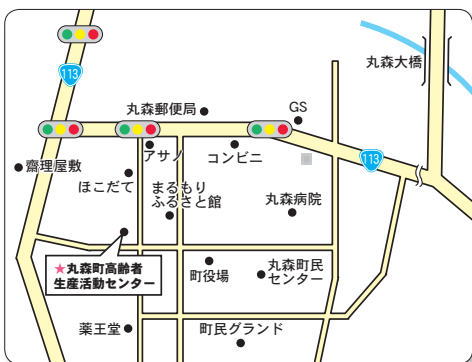 113
丸森大橋
丸森郵便局
GS
アサノ
コンビニ
113
齋理屋敷
ほこだて
まるもり
ふるさと館
丸森病院
★丸森町高齢者
生産活動センター
町役場
丸森町民
センター
薬王堂
町民グランド